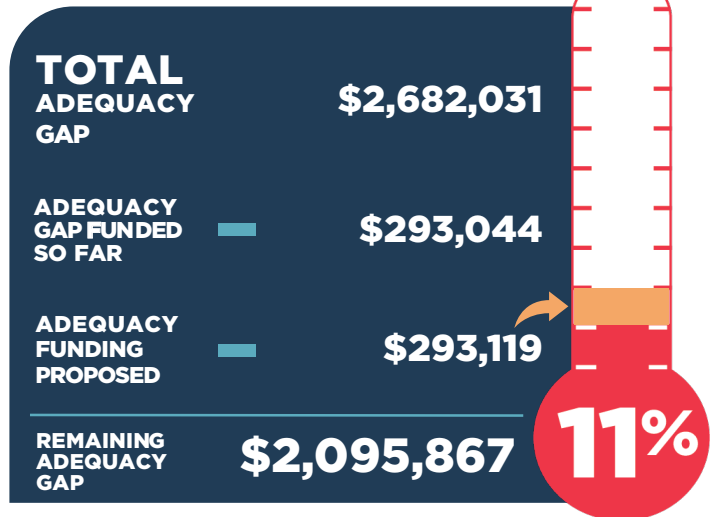 TOTAL
ADEQUACY
GAP
$2,682,031
ADEQUACY
GAP FUNDED
SO FAR
$293,044
ADEQUACY
FUNDING
PROPOSED
$293,119
REMAINING
ADEQUACY
GAP
$2,095,867
11%